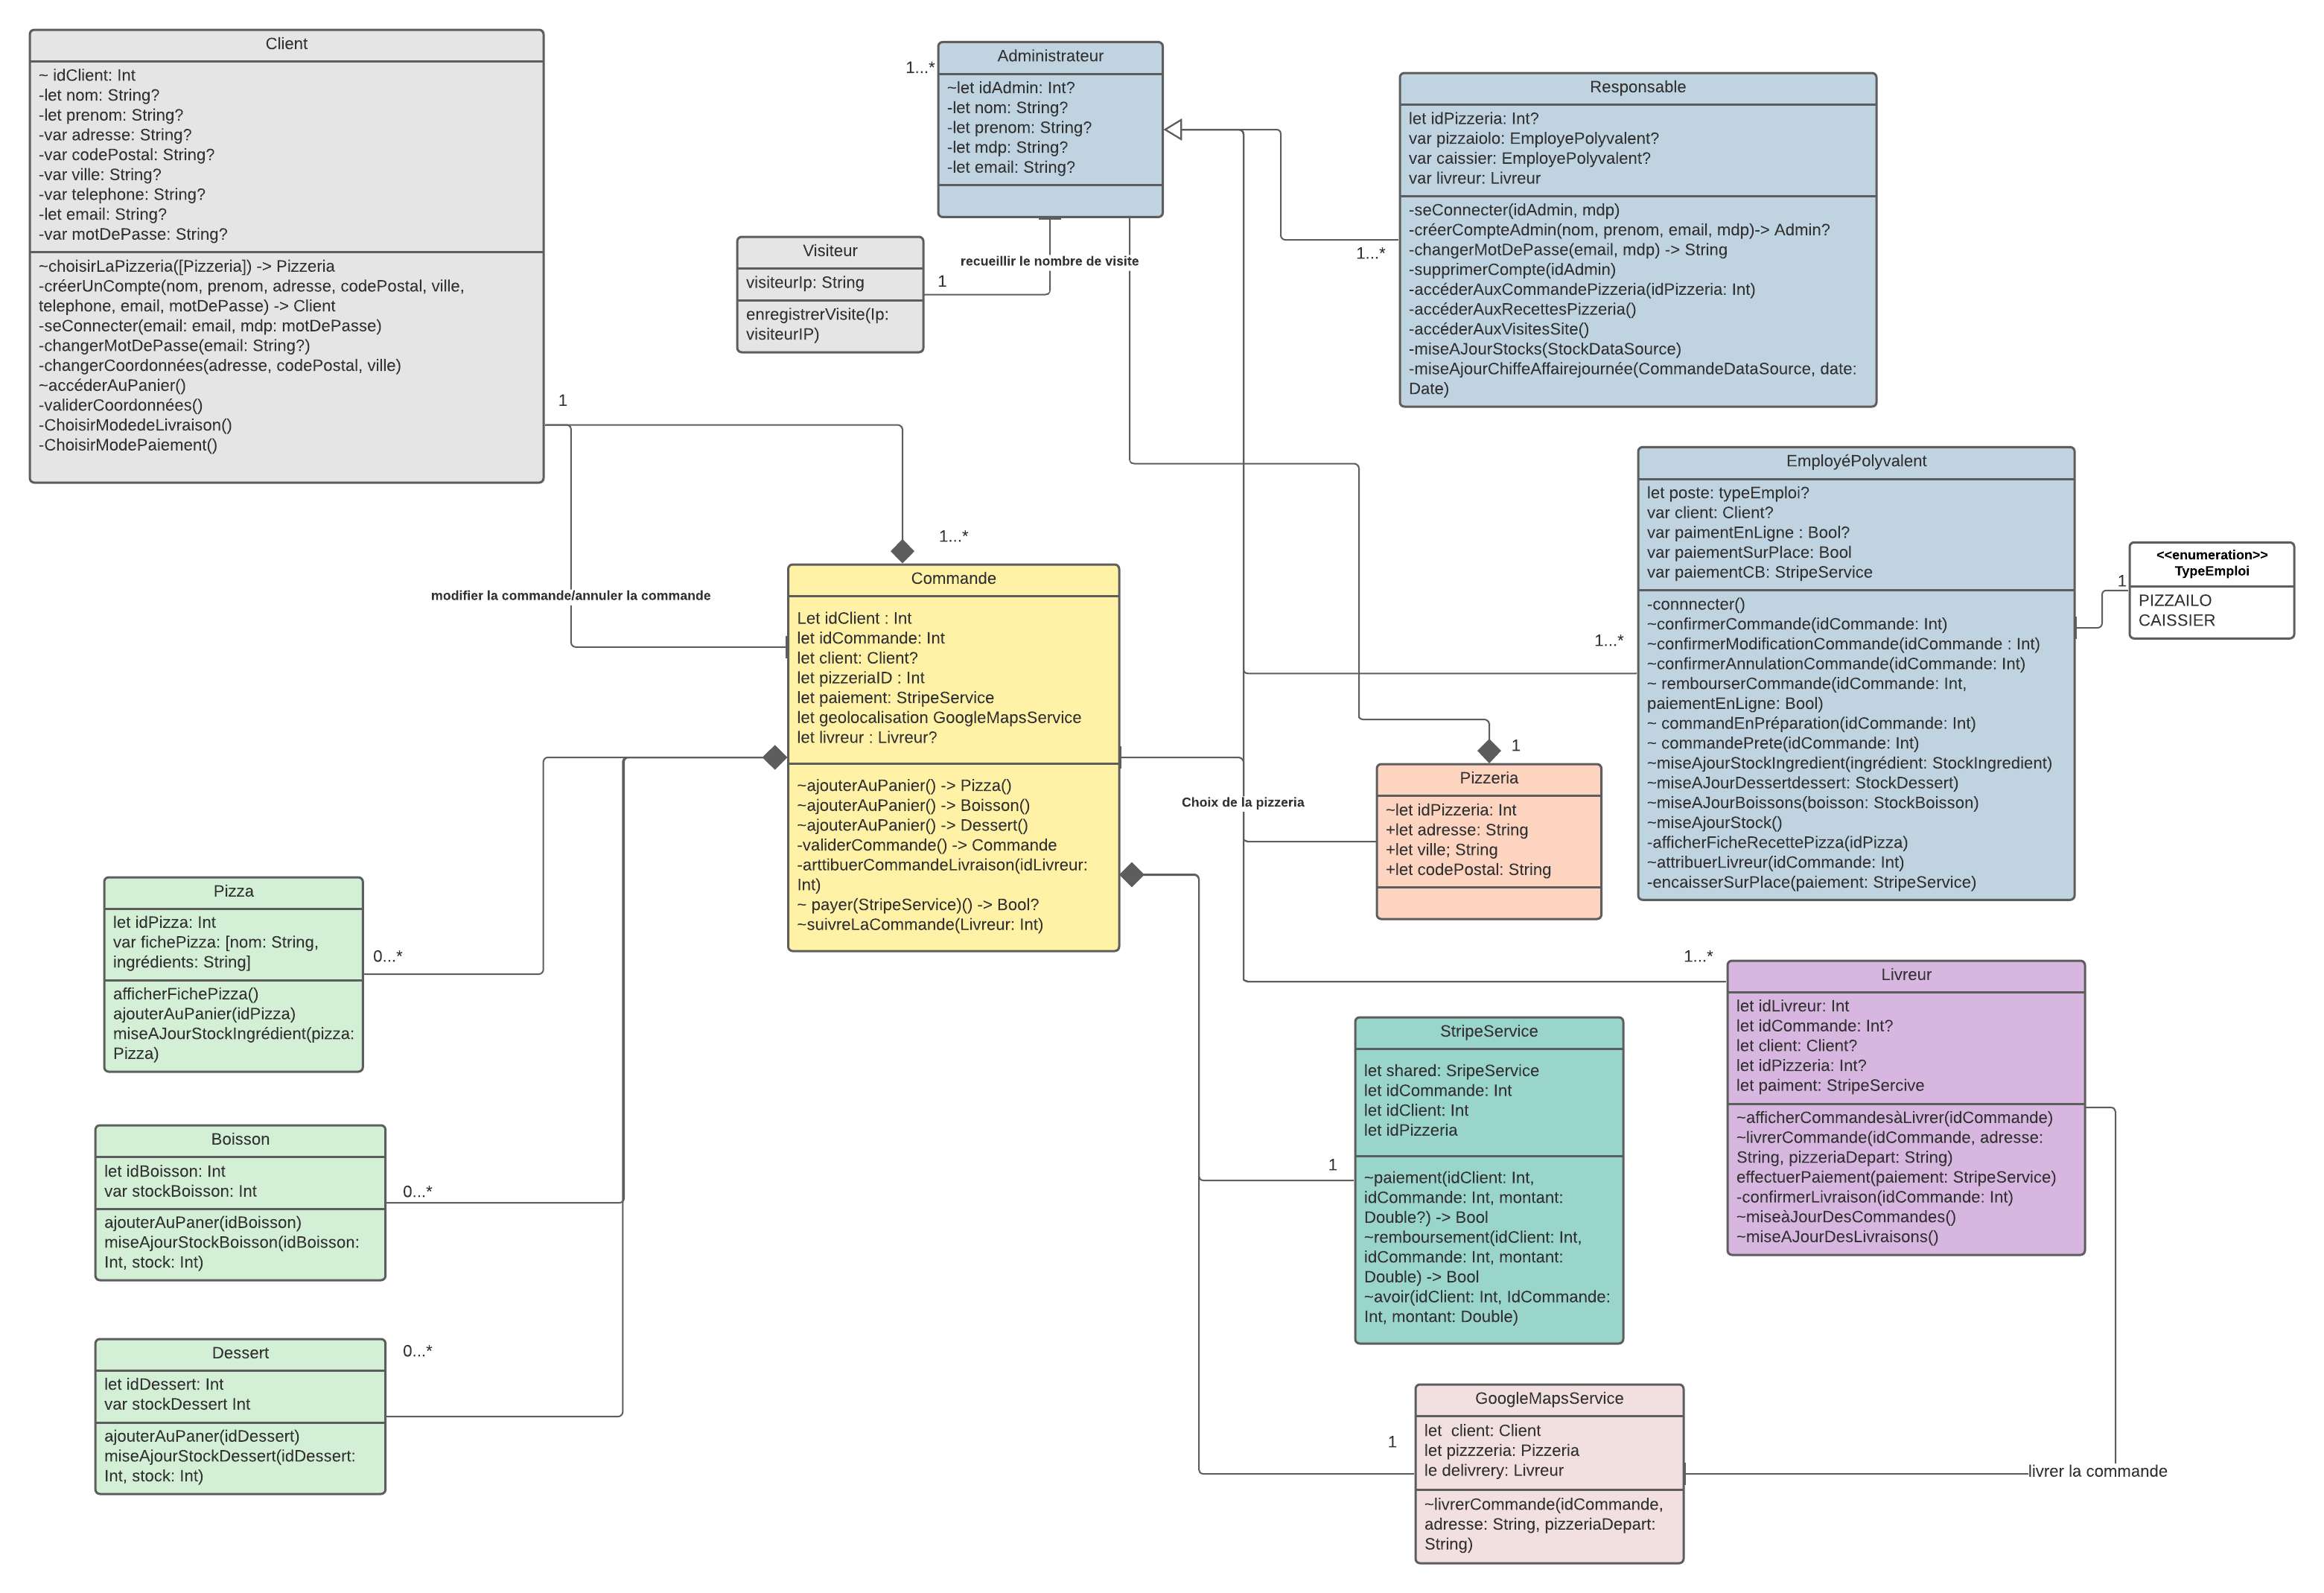 Client
~ idClient: Int
-let nom: String?
-let prenom: String?
-var adresse: String?
-var codePostal: String?
-var ville: String?
-var telephone: String?
-let email: String?
-var motDePasse: String?
~choisirLaPizzeria([Pizzeria]) -> Pizzeria
-créerUnCompte(nom, prenom, adresse, codePostal, ville,
telephone, email, motDePasse) -> Client
-seConnecter(email: email, mdp: motDePasse)
-changerMotDePasse(email: String?)
-changerCoordonnées(adresse, codePostal, ville)
~accéderAuPanier()
-validerCoordonnées()
-ChoisirModedeLivraison()
-ChoisirModePaiement()
1
1...*
Administrateur
~let idAdmin: Int?
-let nom: String?
-let prenom: String?
-let mdp: String?
-let email: String?
Visiteur
visiteurIp: String
enregistrerVisite(Ip:
visiteurIP)
1
recueillir le nombre de visite
Responsable
let idPizzeria: Int?
var pizzaiolo: EmployePolyvalent?
var caissier: EmployePolyvalent?
var livreur: Livreur
-seConnecter(idAdmin, mdp)
-créerCompteAdmin(nom, prenom, email, mdp)-> Admin?
-changerMotDePasse(email, mdp) -> String
-supprimerCompte(idAdmin)
-accéderAuxCommandePizzeria(idPizzeria: Int)
-accéderAuxRecettesPizzeria()
-accéderAuxVisitesSite()
-miseAJourStocks(StockDataSource)
-miseAjourChiffeAffairejournée(CommandeDataSource, date:
Date)
1...*
EmployéPolyvalent
let poste: typeEmploi?
var client: Client?
var paimentEnLigne : Bool?
var paiementSurPlace: Bool
var paiementCB: StripeService
-connnecter()
~confirmerCommande(idCommande: Int)
~confirmerModificationCommande(idCommande : Int)
~confirmerAnnulationCommande(idCommande: Int)
~ rembourserCommande(idCommande: Int,
paiementEnLigne: Bool)
~ commandEnPréparation(idCommande: Int)
~ commandePrete(idCommande: Int)
~miseAjourStockIngredient(ingrédient: StockIngredient)
~miseAJourDessertdessert: StockDessert)
~miseAJourBoissons(boisson: StockBoisson)
~miseAjourStock()
-afficherFicheRecettePizza(idPizza)
~attribuerLivreur(idCommande: Int)
-encaisserSurPlace(paiement: StripeService)
1...*
1
<<enumeration>>
TypeEmploi
PIZZAILO
CAISSIER
1...*
modifier la commande/annuler la commande
Commande
Let idClient : Int
let idCommande: Int
let client: Client?
let pizzeriaID : Int
let paiement: StripeService
let geolocalisation GoogleMapsService
let livreur : Livreur?
~ajouterAuPanier() -> Pizza()
~ajouterAuPanier() -> Boisson()
~ajouterAuPanier() -> Dessert()
-validerCommande() -> Commande
-arttibuerCommandeLivraison(idLivreur:
Int)
~ payer(StripeService)() -> Bool?
~suivreLaCommande(Livreur: Int)
Choix de la pizzeria
1
Pizzeria
~let idPizzeria: Int
+let adresse: String
+let ville; String
+let codePostal: String
Pizza
let idPizza: Int
var fichePizza: [nom: String,
ingrédients: String]
afficherFichePizza()
ajouterAuPanier(idPizza)
miseAJourStockIngrédient(pizza:
Pizza)
0...*
Boisson
let idBoisson: Int
var stockBoisson: Int
ajouterAuPaner(idBoisson)
miseAjourStockBoisson(idBoisson:
Int, stock: Int)
0...*
Dessert
let idDessert: Int
var stockDessert Int
ajouterAuPaner(idDessert)
miseAjourStockDessert(idDessert:
Int, stock: Int)
0...*
1...*
Livreur
let idLivreur: Int
let idCommande: Int?
let client: Client?
let idPizzeria: Int?
let paiment: StripeSercive
~afficherCommandesàLivrer(idCommande)
~livrerCommande(idCommande, adresse:
String, pizzeriaDepart: String)
effectuerPaiement(paiement: StripeService)
-confirmerLivraison(idCommande: Int)
~miseàJourDesCommandes()
~miseAJourDesLivraisons()
StripeService
let shared: SripeService
let idCommande: Int
let idClient: Int
let idPizzeria
~paiement(idClient: Int,
idCommande: Int, montant:
Double?) -> Bool
~remboursement(idClient: Int,
idCommande: Int, montant:
Double) -> Bool
~avoir(idClient: Int, IdCommande:
Int, montant: Double)
1
GoogleMapsService
let  client: Client
let pizzzeria: Pizzeria
le delivrery: Livreur
~livrerCommande(idCommande,
adresse: String, pizzeriaDepart:
String)
1
livrer la commande